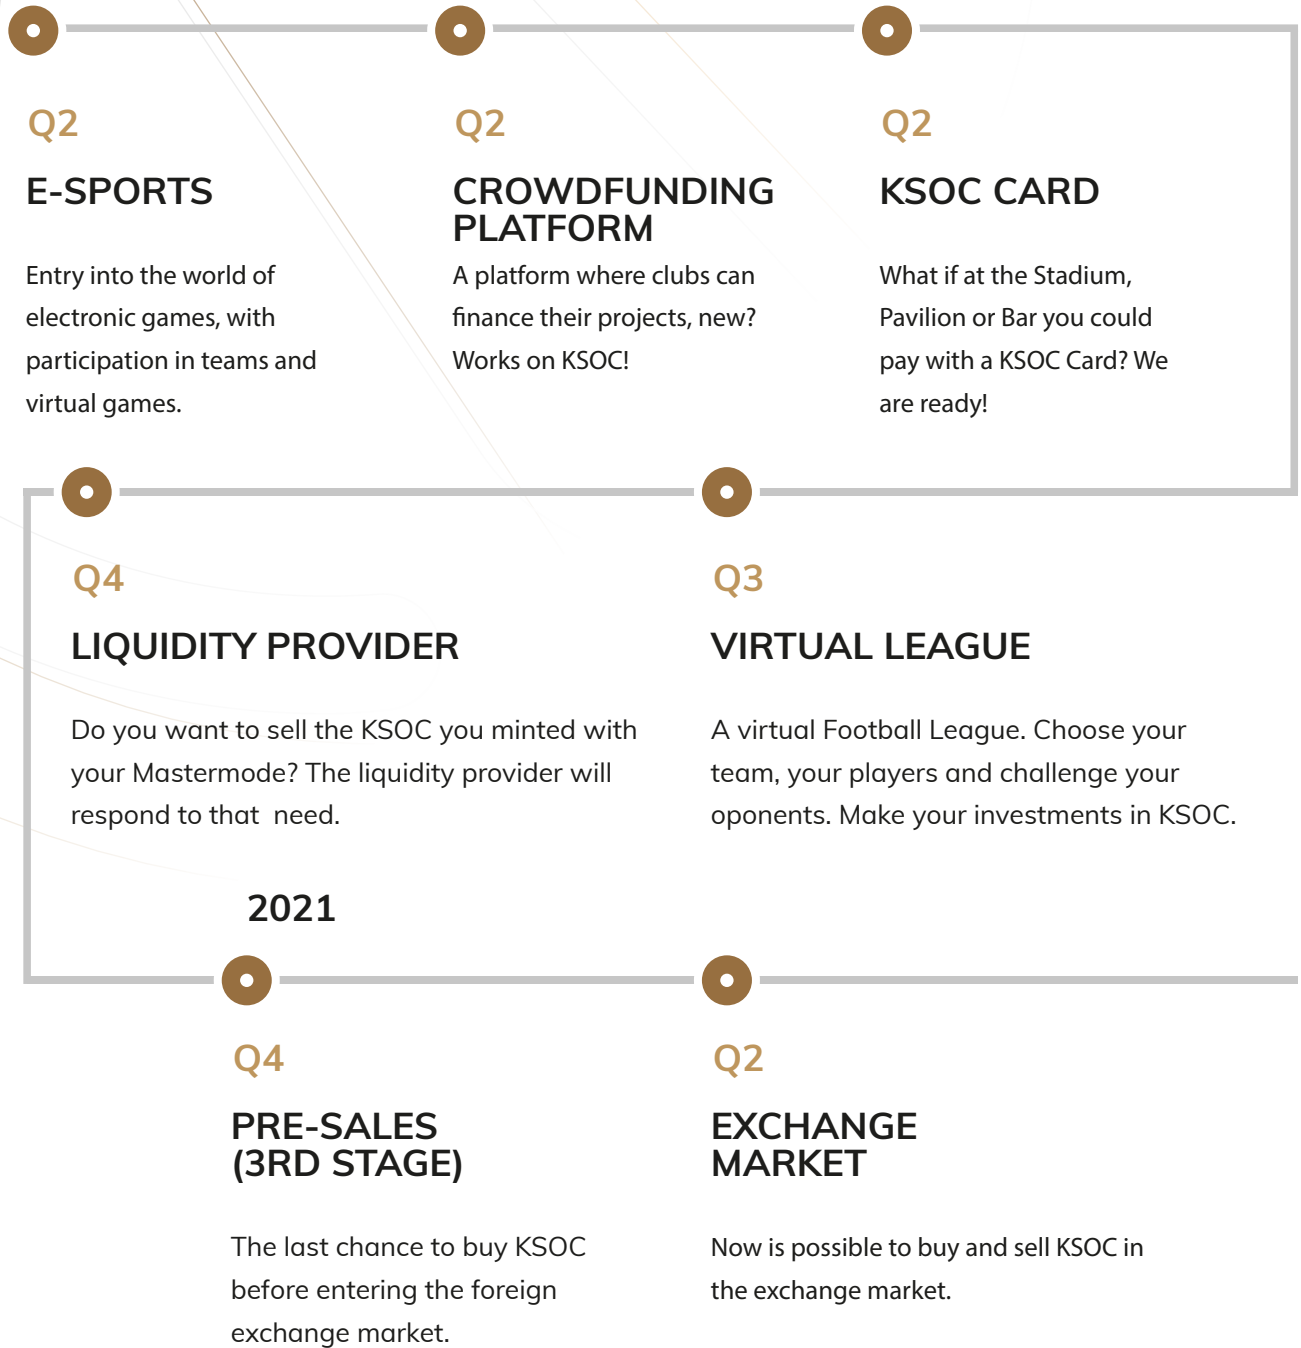 Q2
E-SPORTS
Entry into the world of
electronic games, with
participation in teams and
virtual games.
Q2
CROWDFUNDING
PLATFORM
A platform where clubs can
finance their projects, new?
Works on KSOC!
Q2
KSOC CARD
What if at the Stadium,
Pavilion or Bar you could
pay with a KSOC Card? We
are ready!
Q4
LIQUIDITY PROVIDER
Do you want to sell the KSOC you minted with
your Mastermode? The liquidity provider will
respond to that  need.
Q3
VIRTUAL LEAGUE
A virtual Football League. Choose your
team, your players and challenge your
oponents. Make your investments in KSOC.
2021
Q4
PRE-SALES
(3RD STAGE)
The last chance to buy KSOC
before entering the foreign
exchange market.
Q2
EXCHANGE
MARKET
Now is possible to buy and sell KSOC in
the exchange market.